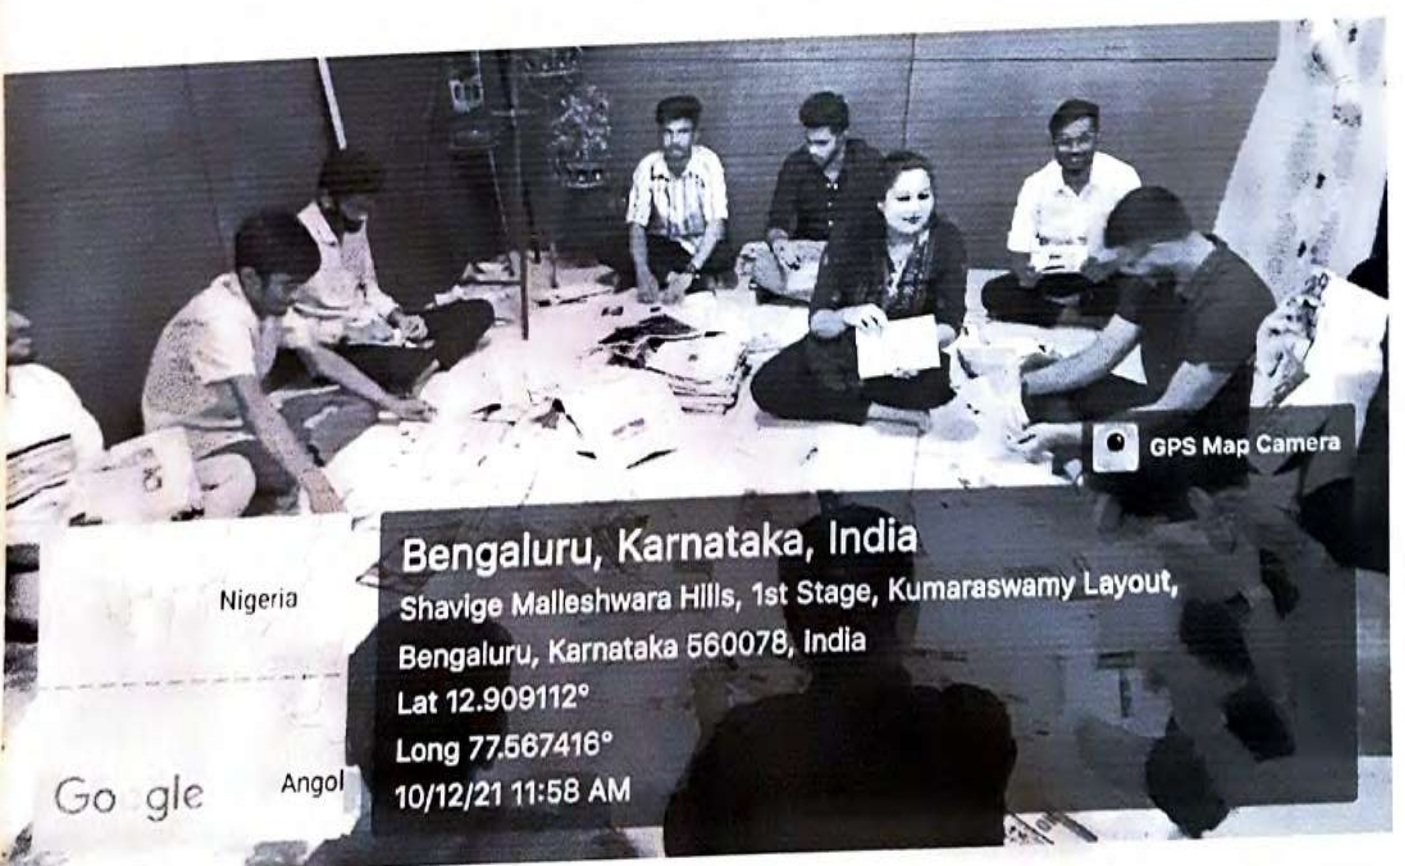 GPS Map Camera
Bengaluru, Karnataka, India
Shavige Malleshwara Hills, 1st Stage, Kumaraswamy Layout,
Bengaluru, Karnataka 560078, India
Lat 12.909112°
Long 77.567416°
10/12/21 11:58 AM
Nigeria
Angol
Google